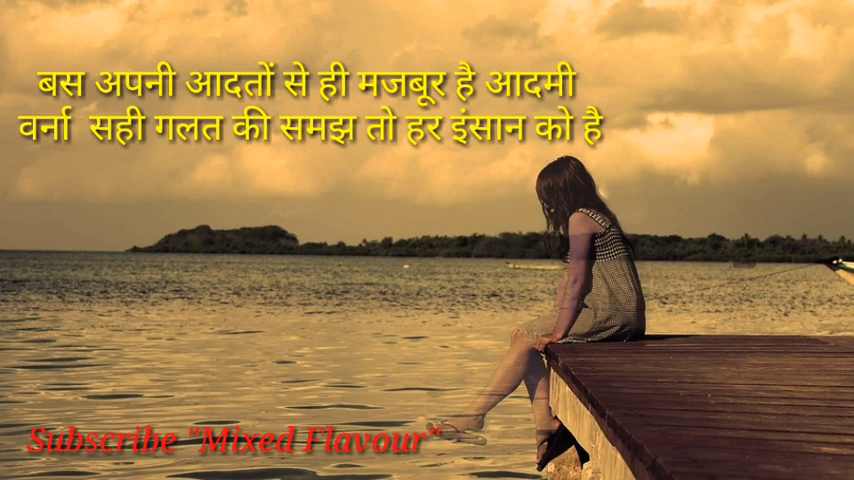 बस अपनी आदतों से ही मजबूर है आदमी
वर्ना सही गलत की समझ तो हर इंसान को है
Subscribe "Mixed Flavour"